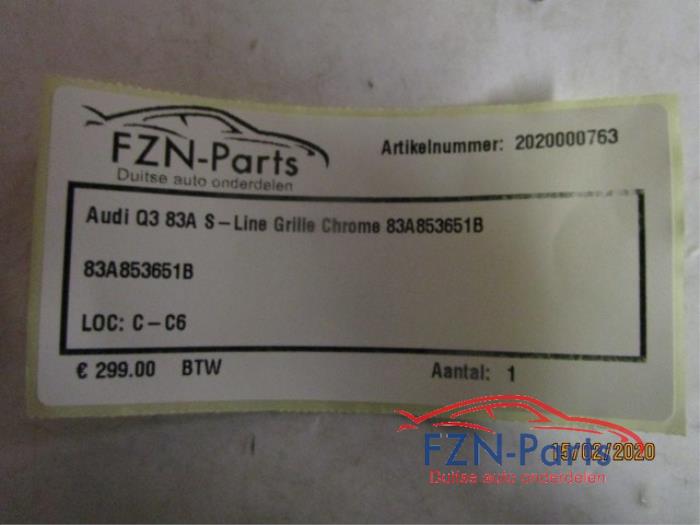 FZN-Parts
Duitse auto onderdelen
Artikelnummer: 2020000763
Audi Q3 83A S-Line Grille Chrome 83A853651B
83A853651B
LOC: C-C6
€ 299.00 BTW
Aantal: 1
FZN-Parts
15/02/2020
Duitse auto onderdelen